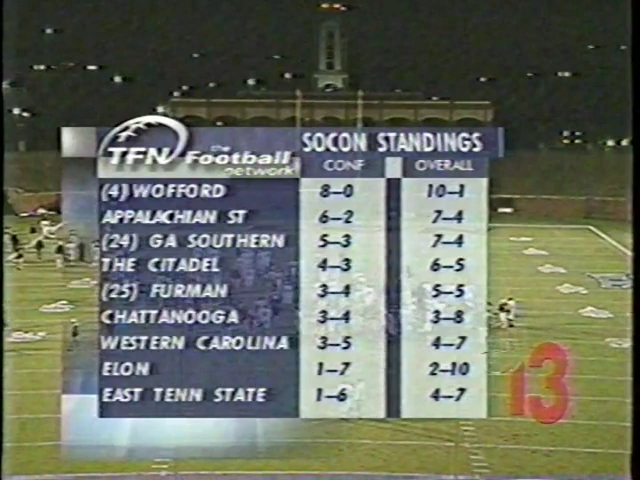 TFN the Football network
SOCON STANDINGS
CONF OVERALL
(4) WOFFORD 8-0 10-1
APPALACHIAN ST 6-2 7-4
(24) GA SOUTHERN 5-3 7-4
THE CITADEL 4-3 6-5
(25) FURMAN 3-4 5-5
CHATTANOOGA 3-4 3-8
WESTERN CAROLINA 3-5 4-7
ELON 1-7 2-10
EAST TENN STATE 1-6 4-7
13